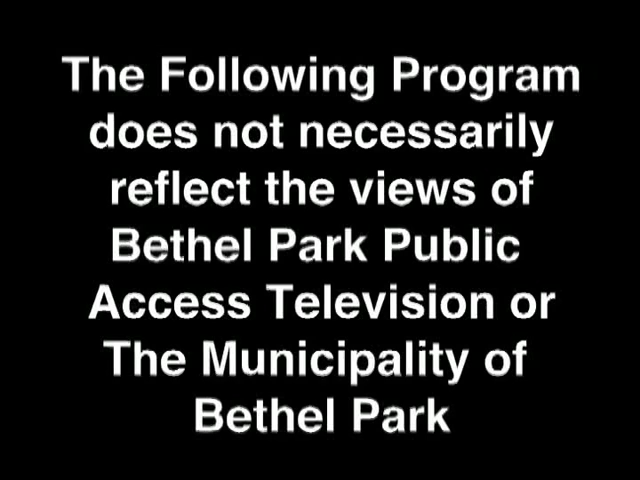 The Following Program
does not necessarily
reflect the views of
Bethel Park Public
Access Television or
The Municipality of
Bethel Park